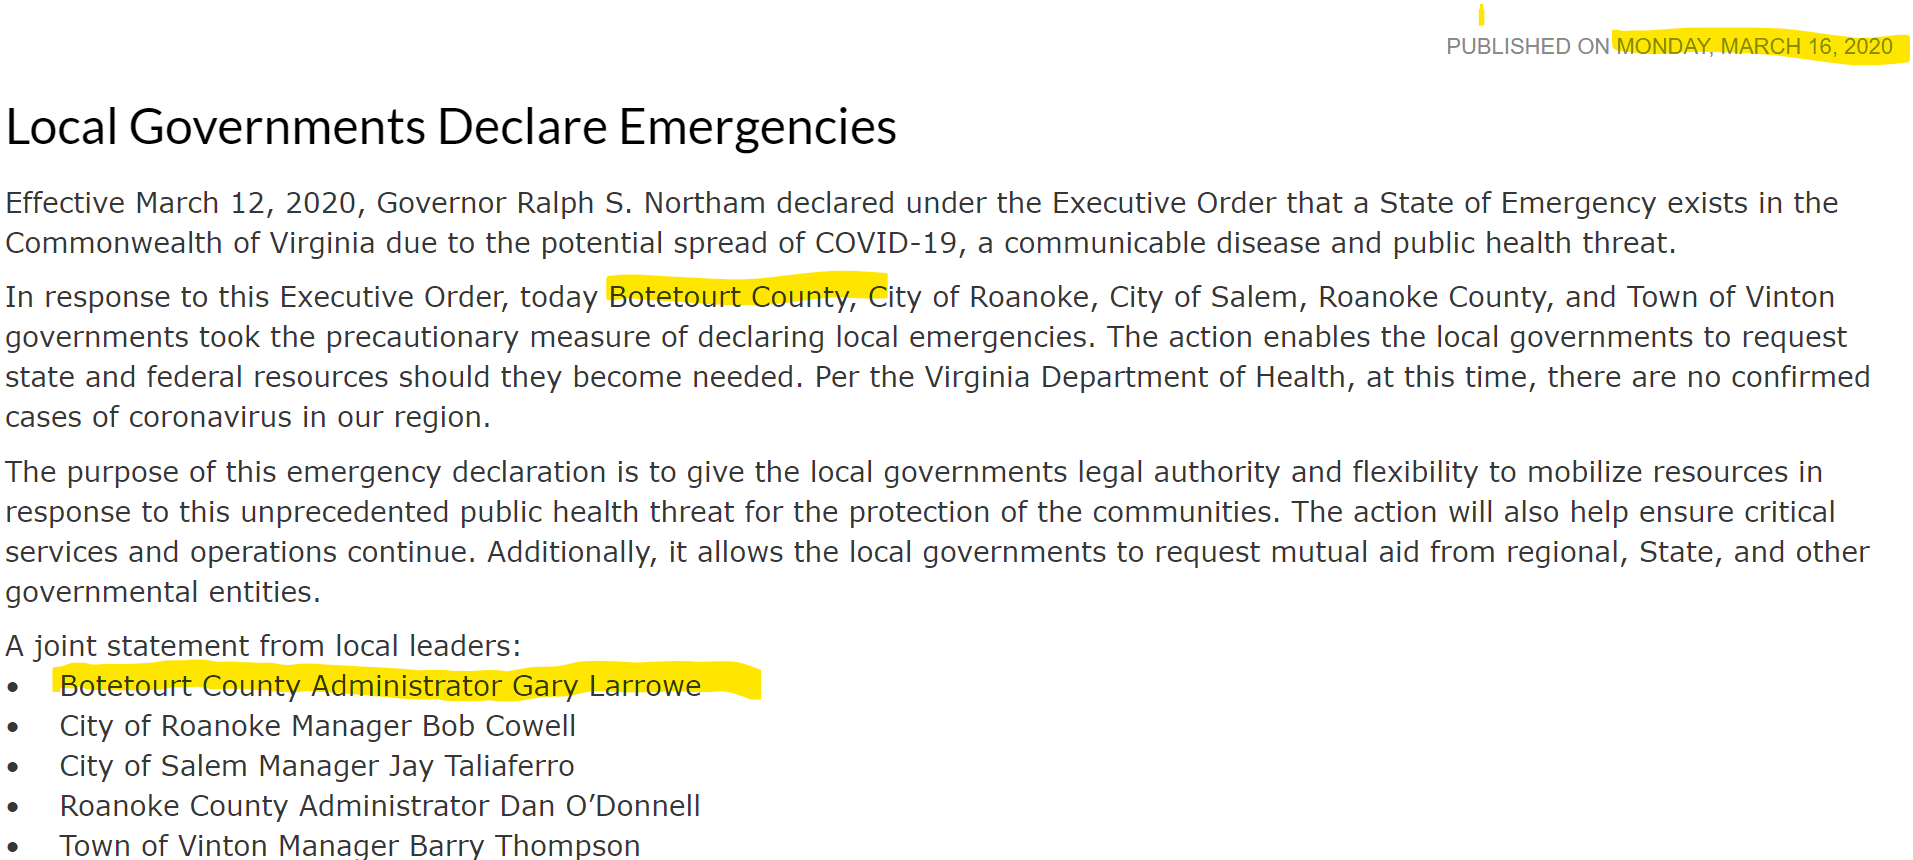 PUBLISHED ON MONDAY, MARCH 16, 2020
Local Governments Declare Emergencies
Effective March 12, 2020, Governor Ralph S. Northam declared under the Executive Order that a State of Emergency exists in the
Commonwealth of Virginia due to the potential spread of COVID-19, a communicable disease and public health threat.
In response to this Executive Order, today Botetourt County, City of Roanoke, City of Salem, Roanoke County, and Town of Vinton
governments took the precautionary measure of declaring local emergencies. The action enables the local governments to request
state and federal resources should they become needed. Per the Virginia Department of Health, at this time, there are no confirmed
cases of coronavirus in our region.
The purpose of this emergency declaration is to give the local governments legal authority and flexibility to mobilize resources in
response to this unprecedented public health threat for the protection of the communities. The action will also help ensure critical
services and operations continue. Additionally, it allows the local governments to request mutual aid from regional, State, and other
governmental entities.
A joint statement from local leaders:
• Botetourt County Administrator Gary Larrowe
• City of Roanoke Manager Bob Cowell
• City of Salem Manager Jay Taliaferro
• Roanoke County Administrator Dan O’Donnell
• Town of Vinton Manager Barry Thompson